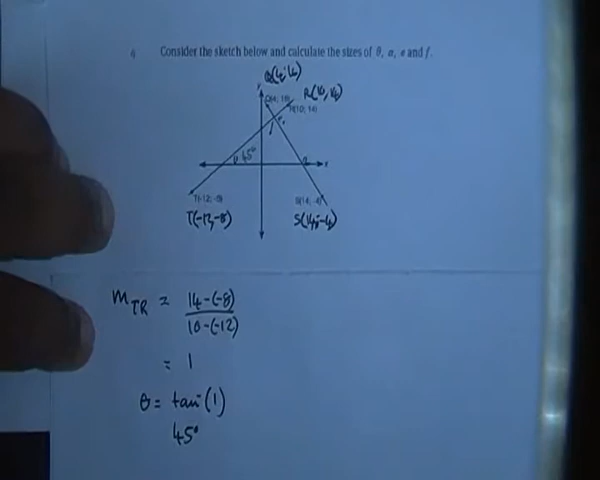 9 Consider the sketch below and calculate the sizes of θ, α, e and f.
Q(4; 16)
y
R(10, 14)
Q(4; 16)
R(10; 14)
45°
x
T(-12; -8)
S(14; -4)
T(-12, -8)
S(14; -4)
m_TR = 14-(-8)
10-(-12)
= 1
θ = tan⁻(1)
45°